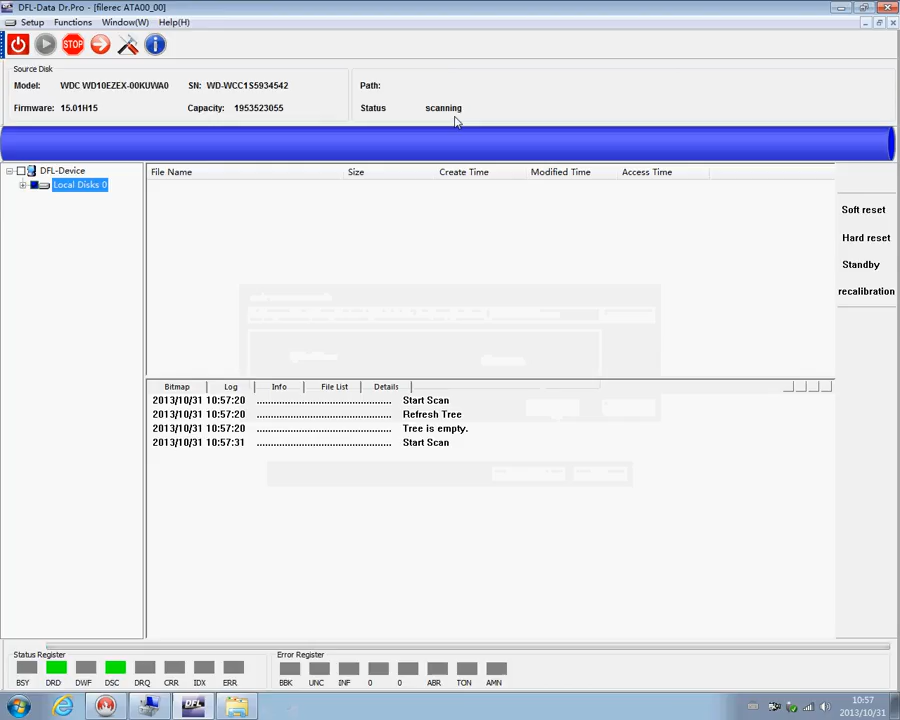 DFL-Data Dr.Pro - [filerec ATA00_00]
Setup Functions Window(W) Help(H)
STOP
Source Disk
Model: WDC WD10EZEX-00KUWA0 SN: WD-WCC1S5934542
Path:
Firmware: 15.01H15 Capacity: 1953523055
Status scanning
DFL-Device
Local Disks 0
File Name Size Create Time Modified Time Access Time
Soft reset
Hard reset
Standby
recalibration
Bitmap Log Info File List Details
2013/10/31 10:57:20 ............................................. Start Scan
2013/10/31 10:57:20 ............................................. Refresh Tree
2013/10/31 10:57:20 ............................................. Tree is empty.
2013/10/31 10:57:31 ............................................. Start Scan
Status Register
BSY DRD DWF DSC DRQ CRR IDX ERR
Error Register
BBK UNC INF 0 0 ABR TON AMN
DFL
10:57
2013/10/31